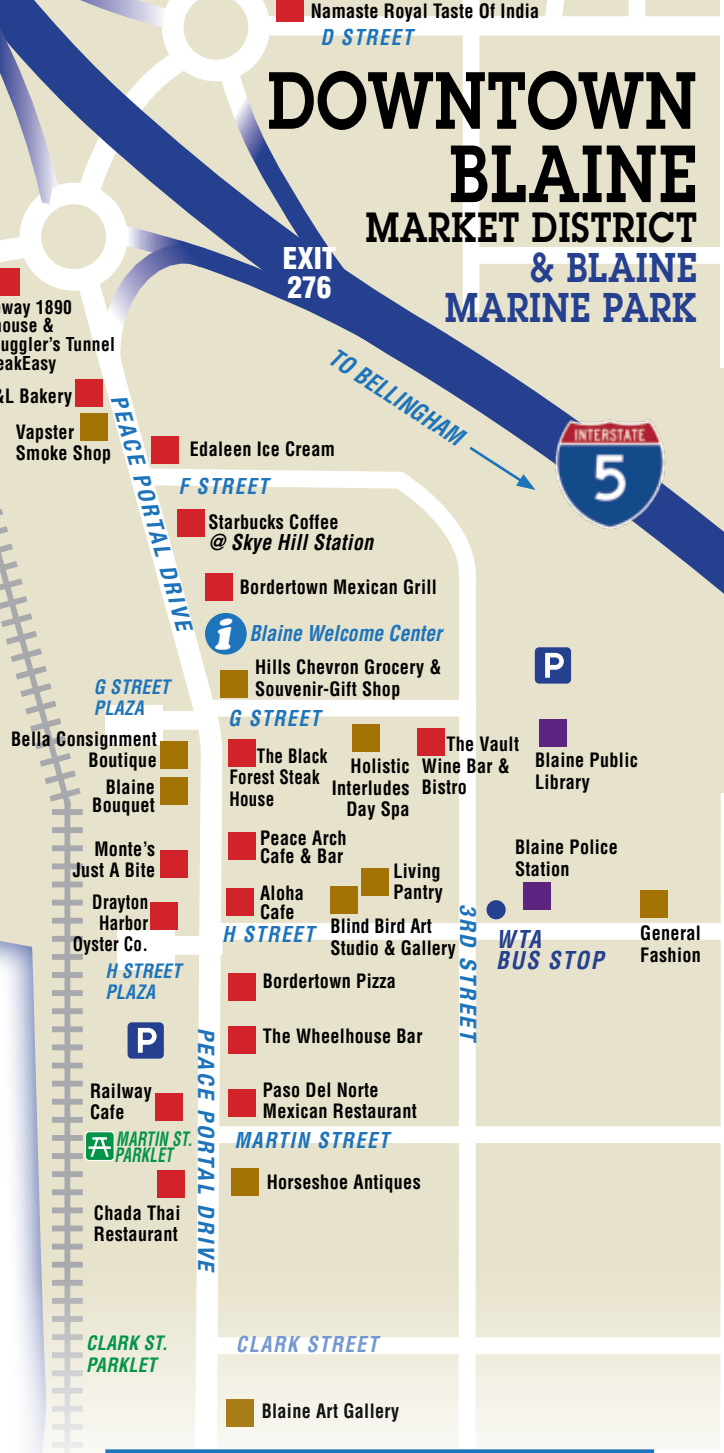 Namaste Royal Taste Of India
D STREET
DOWNTOWN
BLAINE
MARKET DISTRICT
& BLAINE
MARINE PARK
EXIT
276
way 1890
ouse &
uggler's Tunnel
eakEasy
TO BELLINGHAM
&L Bakery
Vapster
Smoke Shop
PEACE PORTAL DRIVE
INTERSTATE
5
Edaleen Ice Cream
F STREET
Starbucks Coffee
@ Skye Hill Station
Bordertown Mexican Grill
i Blaine Welcome Center
Hills Chevron Grocery &
Souvenir-Gift Shop
P
G STREET
PLAZA
G STREET
Bella Consignment
Boutique
Blaine
Bouquet
The Black
Forest Steak
House
Holistic
Interludes
Day Spa
The Vault
Wine Bar &
Bistro
Blaine Public
Library
Monte's
Just A Bite
Peace Arch
Cafe & Bar
Living
Pantry
Blaine Police
Station
Drayton
Harbor
Oyster Co.
Aloha
Cafe
Blind Bird Art
Studio & Gallery
H STREET
3RD STREET
WTA
BUS STOP
General
Fashion
H STREET
PLAZA
Bordertown Pizza
P
PEACE PORTAL DRIVE
The Wheelhouse Bar
Railway
Cafe
Paso Del Norte
Mexican Restaurant
MARTIN ST.
PARKLET
MARTIN STREET
Horseshoe Antiques
Chada Thai
Restaurant
CLARK ST.
PARKLET
CLARK STREET
Blaine Art Gallery